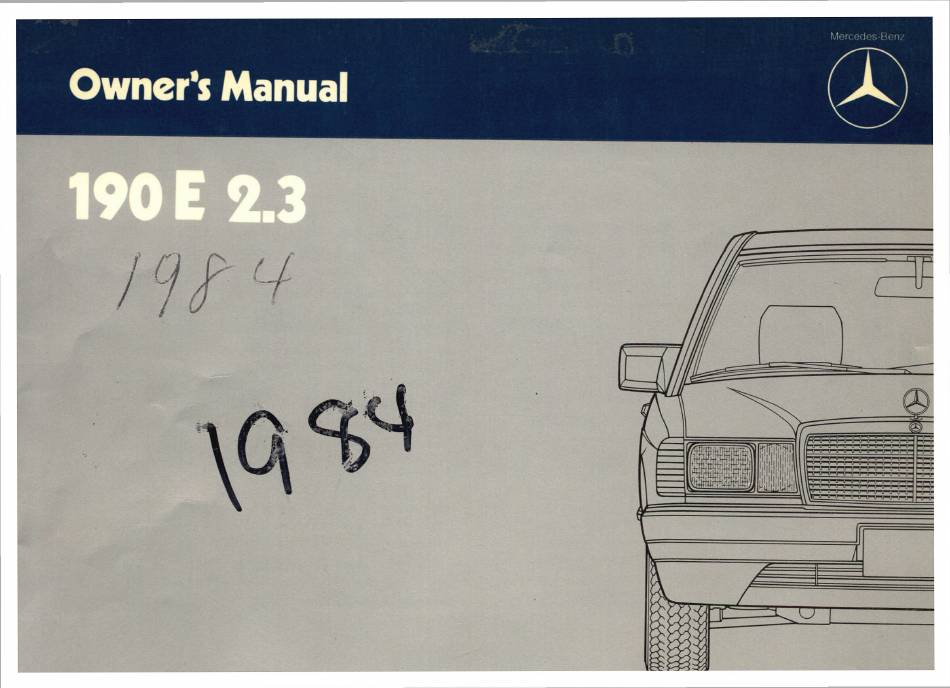 Mercedes-Benz
Owner's Manual
190 E 2.3
1984
1984